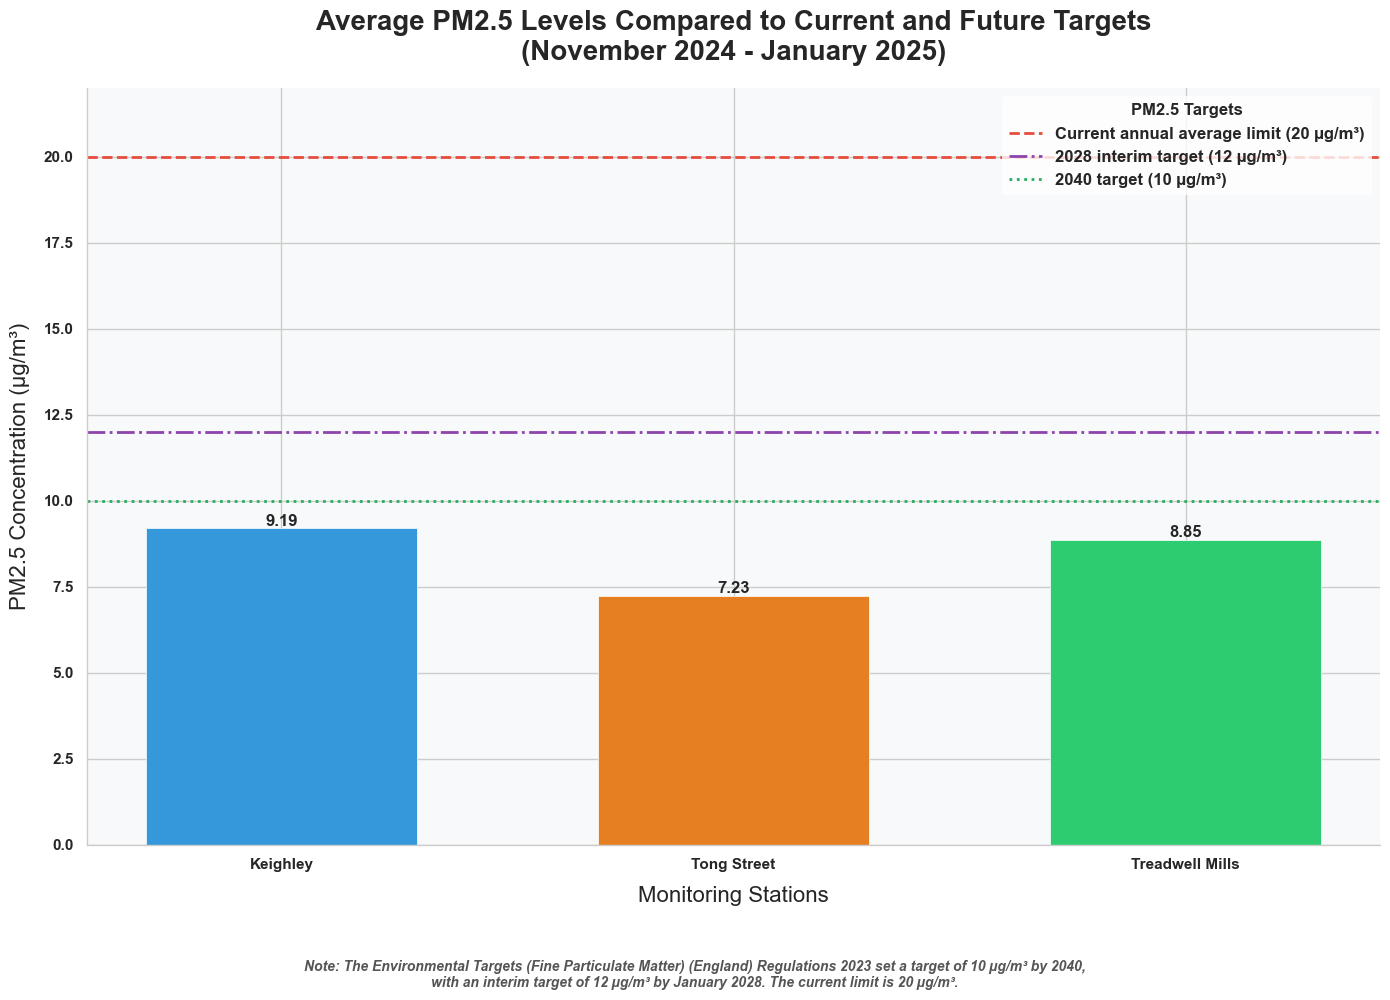 Average PM2.5 Levels Compared to Current and Future Targets
(November 2024 - January 2025)
PM2.5 Targets
Current annual average limit (20 µg/m³)
2028 interim target (12 µg/m³)
2040 target (10 µg/m³)
PM2.5 Concentration (µg/m³)
20.0
17.5
15.0
12.5
10.0
7.5
5.0
2.5
0.0
9.19
7.23
8.85
Keighley
Tong Street
Treadwell Mills
Monitoring Stations
Note: The Environmental Targets (Fine Particulate Matter) (England) Regulations 2023 set a target of 10 µg/m³ by 2040,
with an interim target of 12 µg/m³ by January 2028. The current limit is 20 µg/m³.